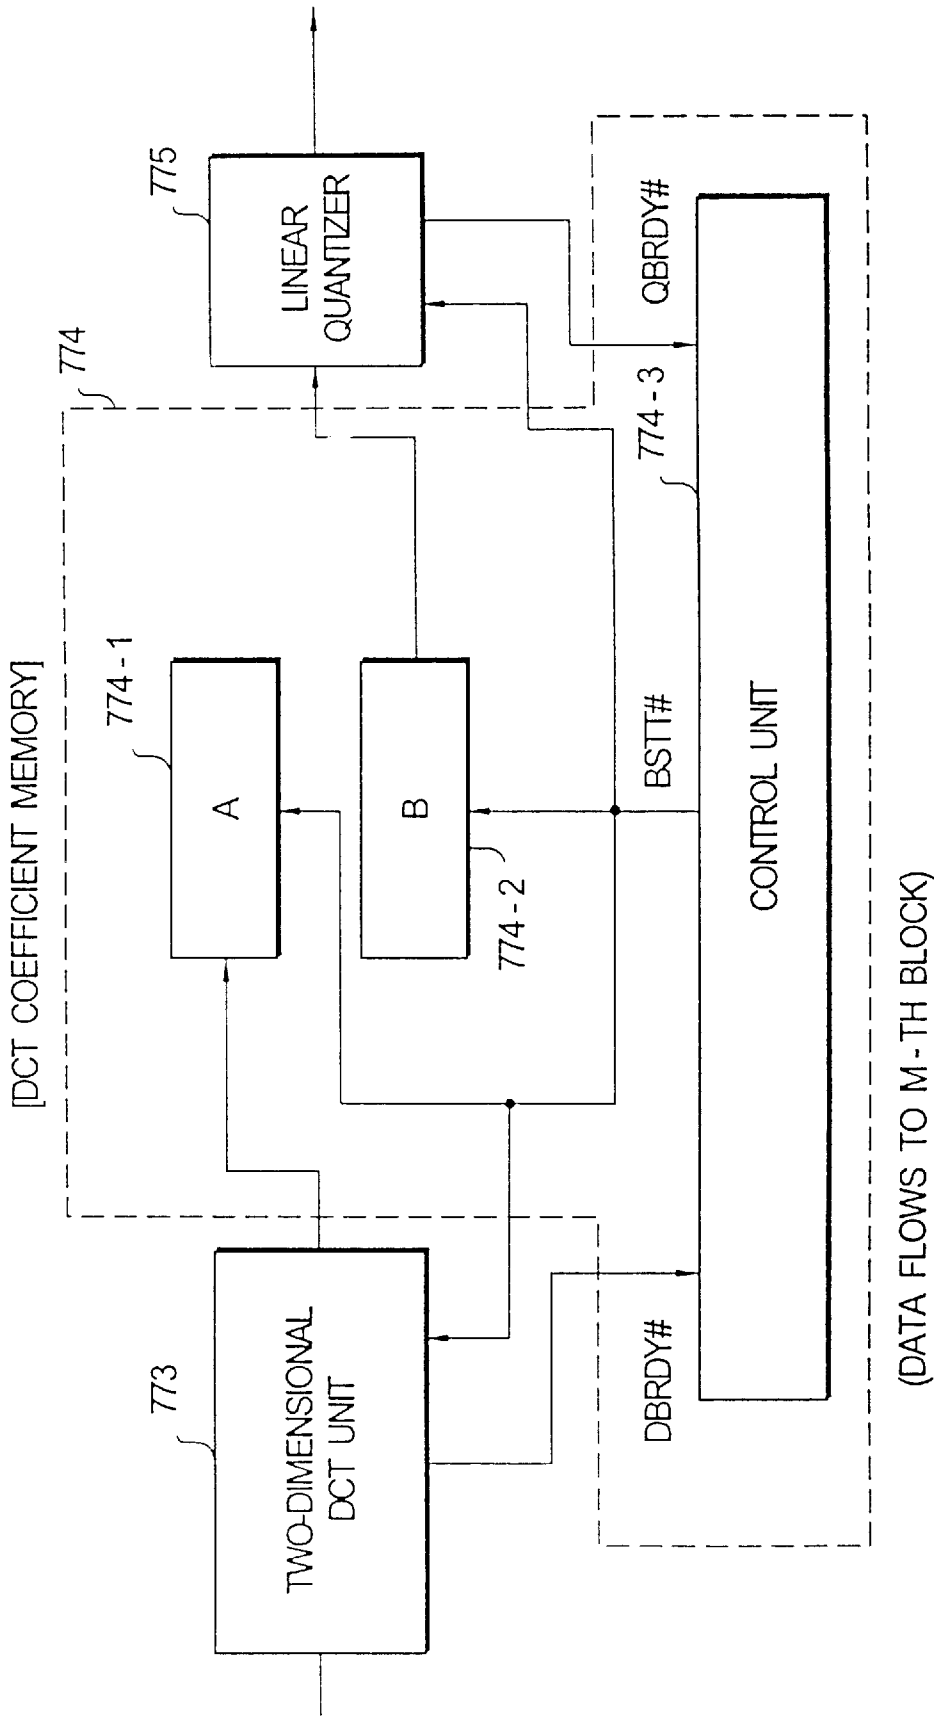 [DCT COEFFICIENT MEMORY]
774
773
TWO-DIMENSIONAL
DCT UNIT
774-1
A
B
774-2
775
LINEAR
QUANTIZER
DBRDY#
BSTT#
774-3
QBRDY#
CONTROL UNIT
(DATA FLOWS TO M-TH BLOCK)